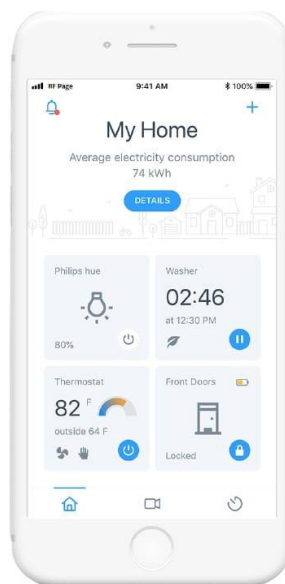 RF Page 9:41 AM 100%
My Home
Average electricity consumption
74 kWh
DETAILS
Philips hue
80%
Washer
02:46
at 12:30 PM
Thermostat
82 F
outside 64 F
Front Doors
Locked